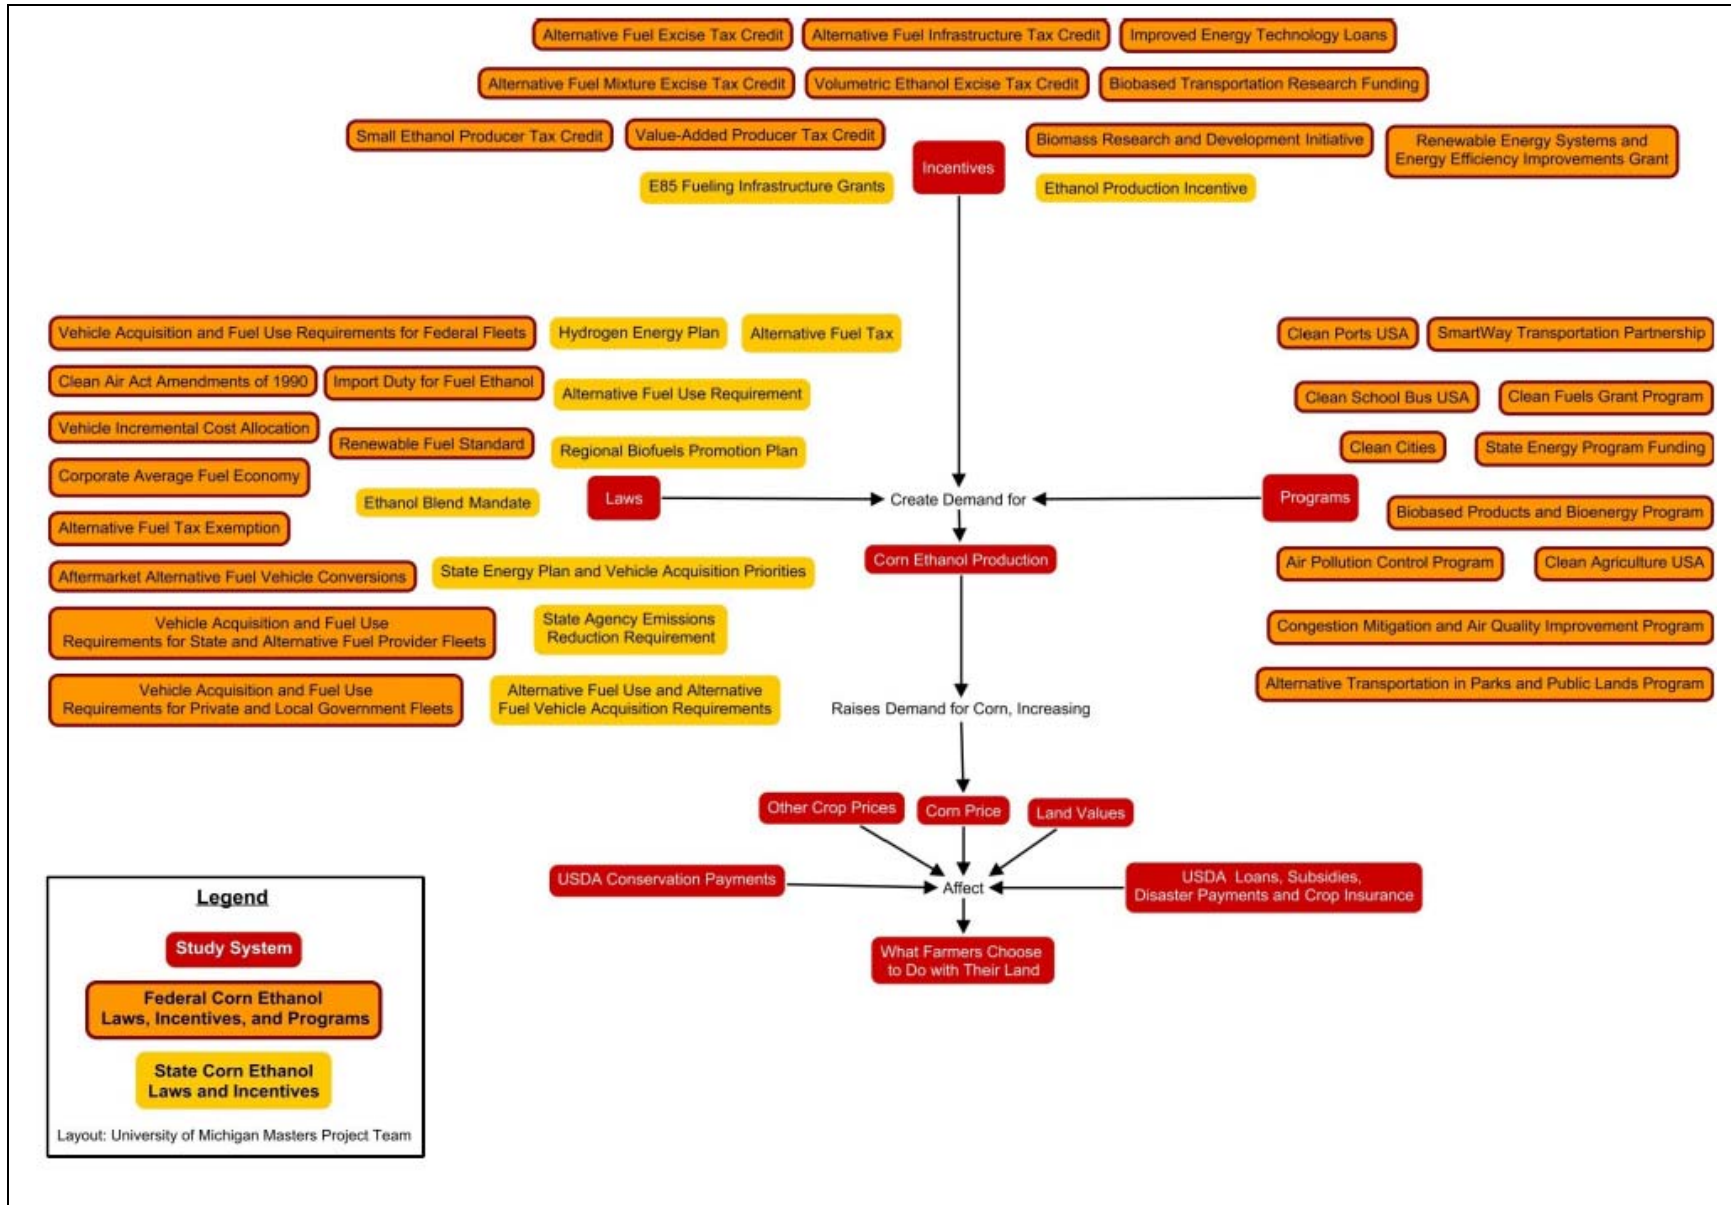 Alternative Fuel Excise Tax Credit
Alternative Fuel Infrastructure Tax Credit
Improved Energy Technology Loans
Alternative Fuel Mixture Excise Tax Credit
Volumetric Ethanol Excise Tax Credit
Biobased Transportation Research Funding
Small Ethanol Producer Tax Credit
Value-Added Producer Tax Credit
Incentives
Biomass Research and Development Initiative
Renewable Energy Systems and
Energy Efficiency Improvements Grant
E85 Fueling Infrastructure Grants
Ethanol Production Incentive
Vehicle Acquisition and Fuel Use Requirements for Federal Fleets
Hydrogen Energy Plan
Alternative Fuel Tax
Clean Air Act Amendments of 1990
Import Duty for Fuel Ethanol
Alternative Fuel Use Requirement
Vehicle Incremental Cost Allocation
Renewable Fuel Standard
Regional Biofuels Promotion Plan
Corporate Average Fuel Economy
Ethanol Blend Mandate
Laws
Alternative Fuel Tax Exemption
Aftermarket Alternative Fuel Vehicle Conversions
State Energy Plan and Vehicle Acquisition Priorities
Vehicle Acquisition and Fuel Use
Requirements for State and Alternative Fuel Provider Fleets
State Agency Emissions
Reduction Requirement
Vehicle Acquisition and Fuel Use
Requirements for Private and Local Government Fleets
Alternative Fuel Use and Alternative
Fuel Vehicle Acquisition Requirements
Clean Ports USA
SmartWay Transportation Partnership
Clean School Bus USA
Clean Fuels Grant Program
Clean Cities
State Energy Program Funding
Programs
Biobased Products and Bioenergy Program
Air Pollution Control Program
Clean Agriculture USA
Congestion Mitigation and Air Quality Improvement Program
Alternative Transportation in Parks and Public Lands Program
Create Demand for
Corn Ethanol Production
Raises Demand for Corn, Increasing
Other Crop Prices
Corn Price
Land Values
USDA Conservation Payments
Affect
USDA Loans, Subsidies,
Disaster Payments and Crop Insurance
What Farmers Choose
to Do with Their Land
Legend
Study System
Federal Corn Ethanol
Laws, Incentives, and Programs
State Corn Ethanol
Laws and Incentives
Layout: University of Michigan Masters Project Team